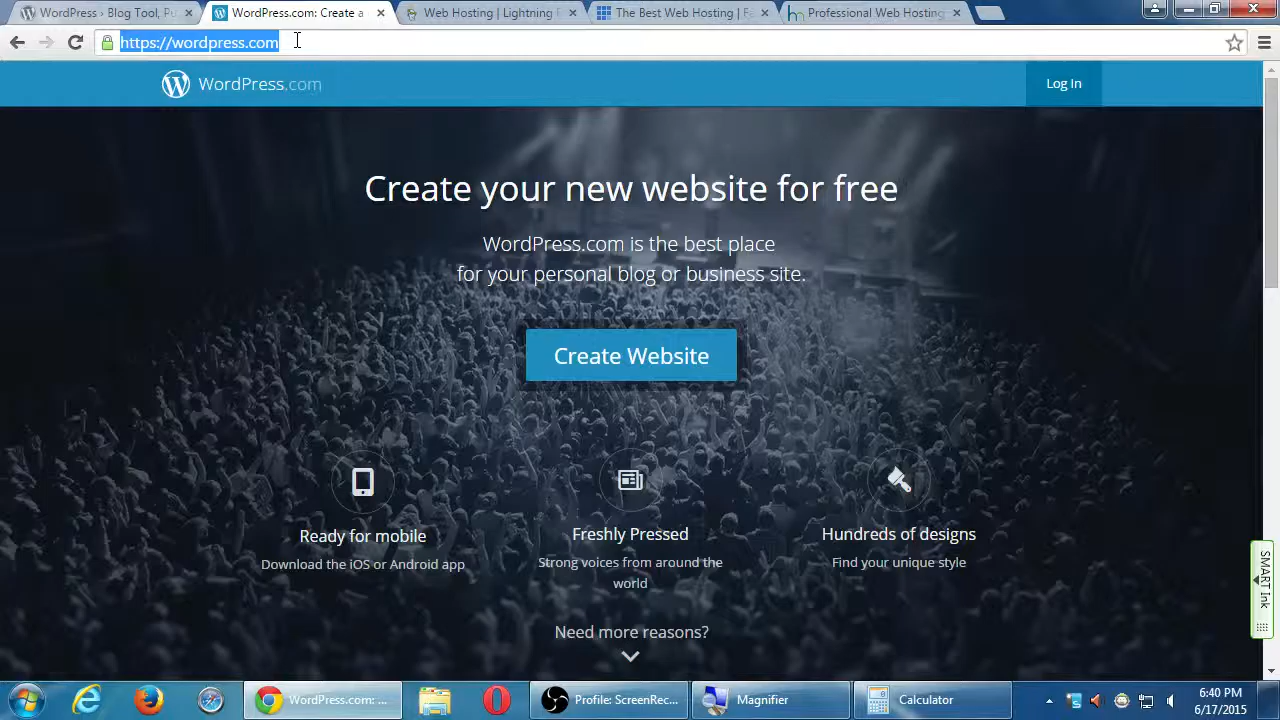 WordPress › Blog Tool, Pu
WordPress.com: Create a
Web Hosting | Lightning F
The Best Web Hosting | Fa
Professional Web Hosting
https://wordpress.com
WordPress.com
Log In
Create your new website for free
WordPress.com is the best place
for your personal blog or business site.
Create Website
Ready for mobile
Freshly Pressed
Hundreds of designs
Download the iOS or Android app
Strong voices from around the
world
Find your unique style
Need more reasons?
SMART Ink
WordPress.com: ...
Profile: ScreenRec...
Magnifier
Calculator
6:40 PM
6/17/2015